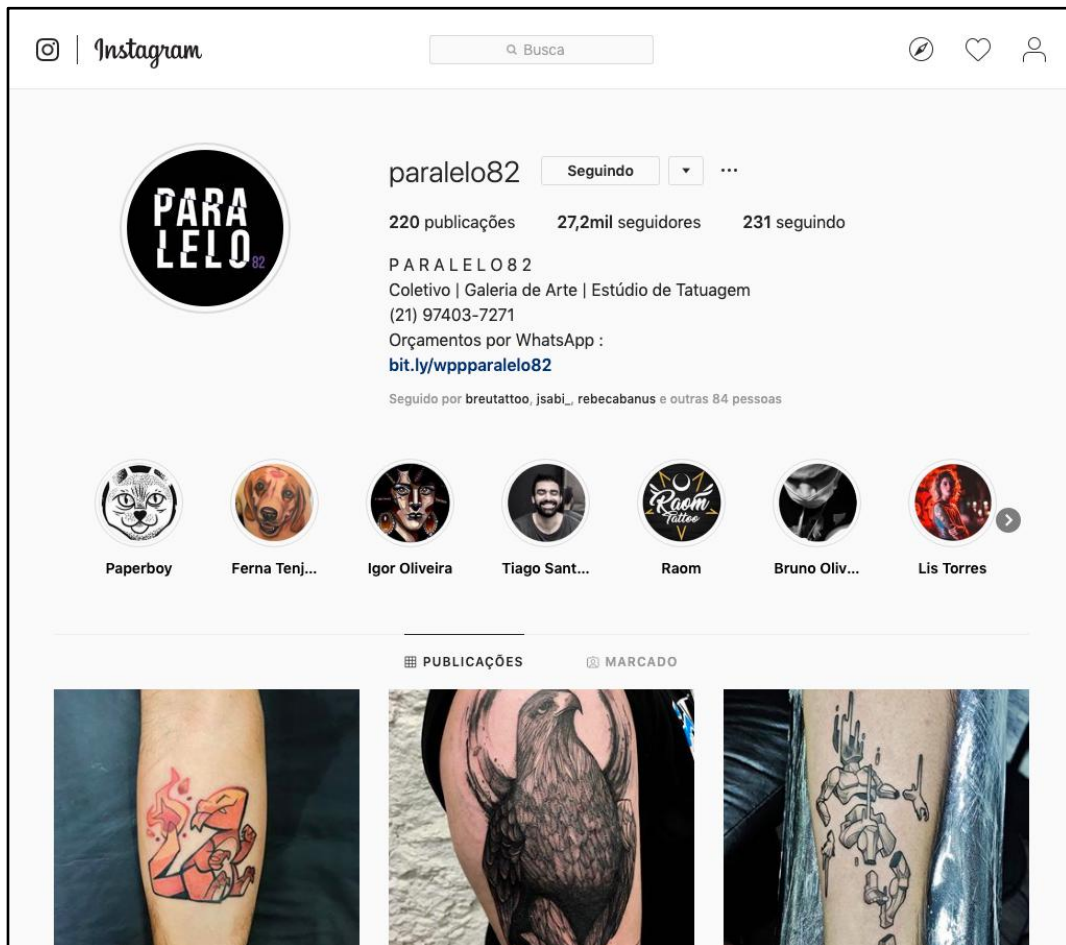 Instagram
Busca
PARA
LELO 82
paralelo82 Seguindo
220 publicações 27,2mil seguidores 231 seguindo
P A R A L E L O 8 2
Coletivo | Galeria de Arte | Estúdio de Tatuagem
(21) 97403-7271
Orçamentos por WhatsApp :
bit.ly/wppparalelo82
Seguido por breutattoo, jsabi_, rebecabanus e outras 84 pessoas
Raom
Tattoo
Paperboy Ferna Tenj... Igor Oliveira Tiago Sant... Raom Bruno Oliv... Lis Torres
PUBLICAÇÕES MARCADO